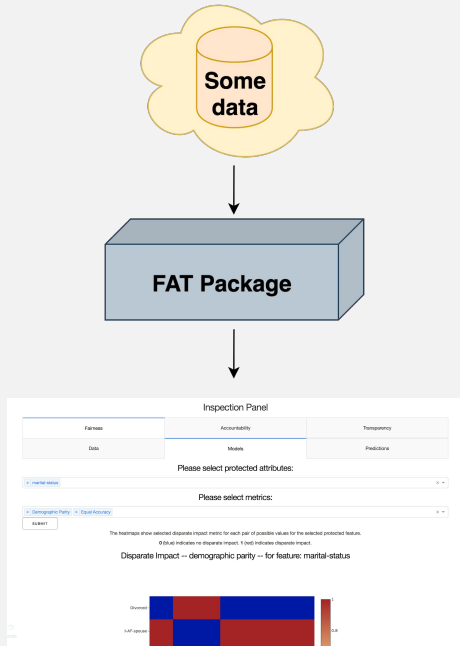 Some
data
FAT Package
Inspection Panel
Fairness Accountability Transparency
Data Models Predictions
Please select protected attributes:
× marital-status
Please select metrics:
× Demographic Parity × Equal Accuracy
SUBMIT
The heatmaps show selected disparate impact metric for each pair of possible values for the selected protected feature.
0 (blue) indicates no disparate impact, 1 (red) indicates disparate impact.
Disparate Impact -- demographic parity -- for feature: marital-status
Divorced
1
0.8